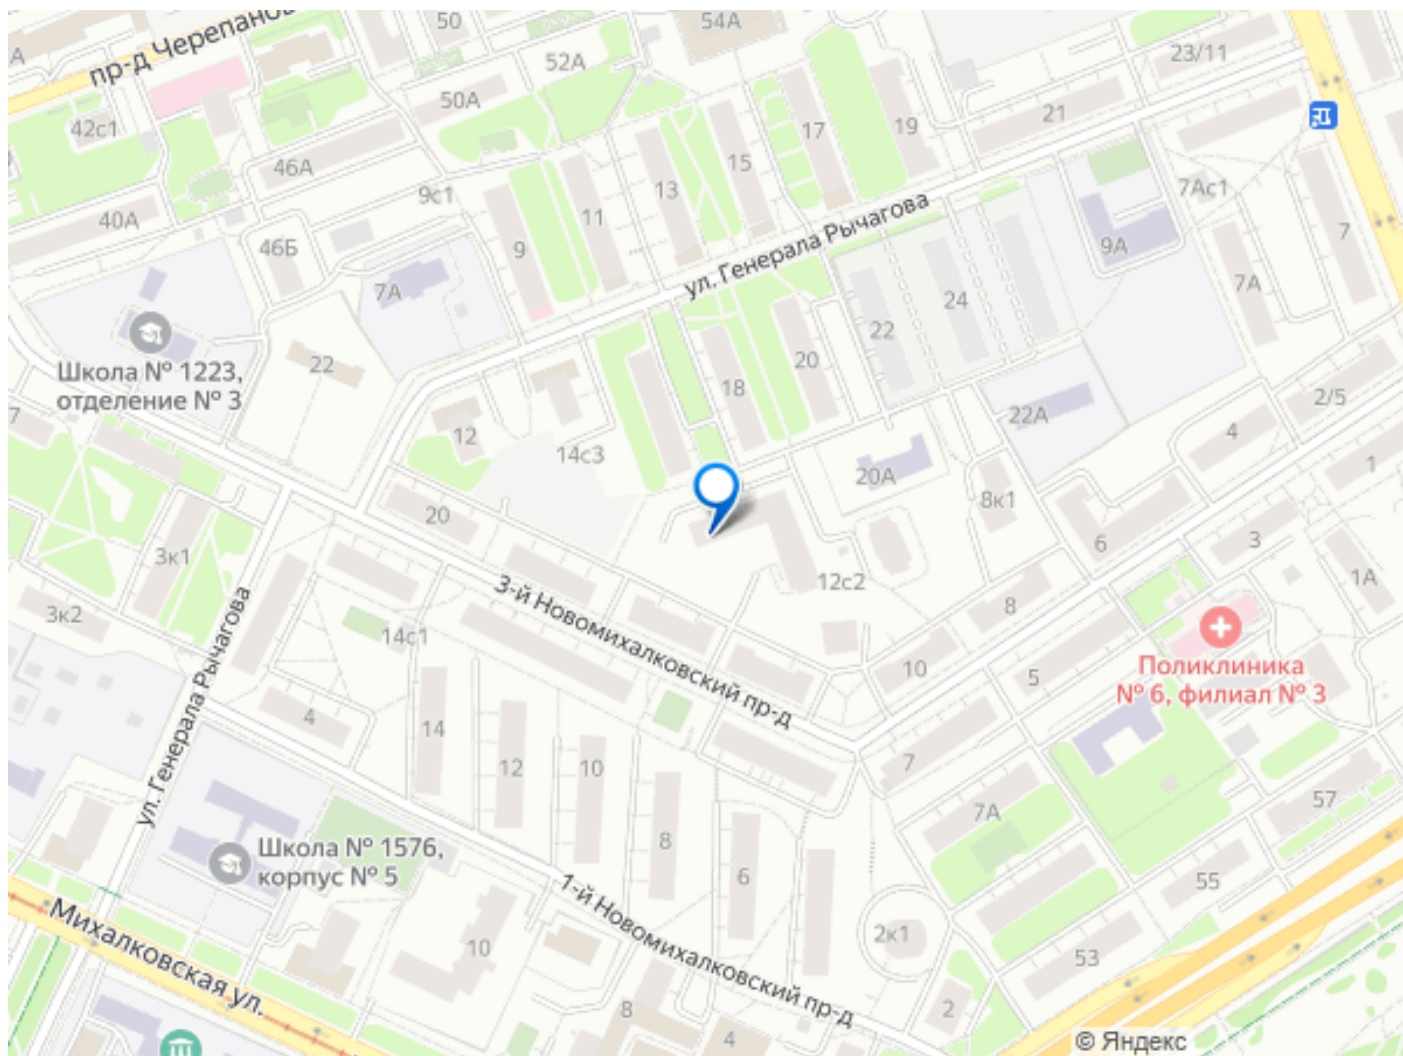 50
54А
23/11
А
пр-д Черепанов
52А
50А
42с1
21
17
19
46А
15
13
9с1
7Ас1
40А
11
7
46Б
9
9А
ул. Генерала Рычагова
7А
7А
24
22
20
22
Школа № 1223,
отделение № 3
18
2/5
7
12
22А
4
14с3
1
20А
8к1
20
6
3
3к1
1А
12с2
3-й Новомихалковский пр-д
8
3к2
14с1
ул. Генерала Рычагова
10
5
Поликлиника
№ 6, филиал № 3
4
14
12
10
7
57
7А
8
Школа № 1576,
корпус № 5
6
55
1-й Новомихалковский пр-д
Михалковская ул.
10
2к1
53
8
2
4
© Яндекс